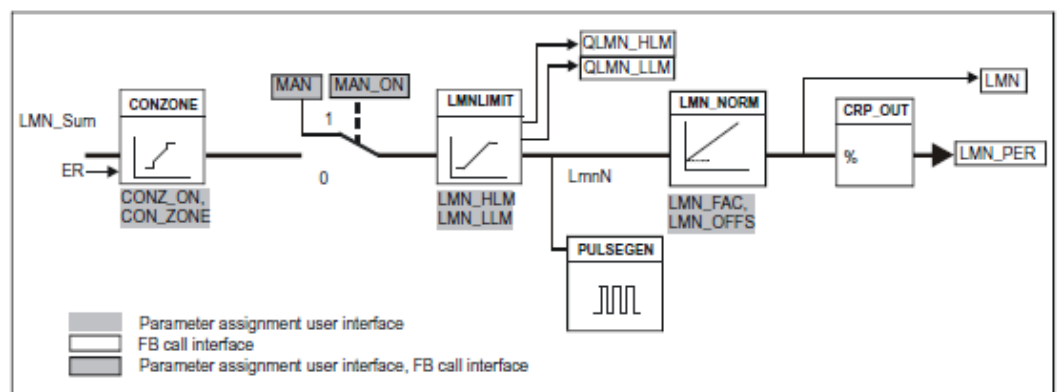 QLMN_HLM
QLMN_LLM
MAN
MAN_ON
LMN
CONZONE
LMNLIMIT
LMN_NORM
CRP_OUT
LMN_Sum
1
ER
%
LMN_PER
0
LmnN
CONZ_ON,
CON_ZONE
LMN_HLM
LMN_LLM
LMN_FAC,
LMN_OFFS
PULSEGEN
Parameter assignment user interface
FB call interface
Parameter assignment user interface, FB call interface